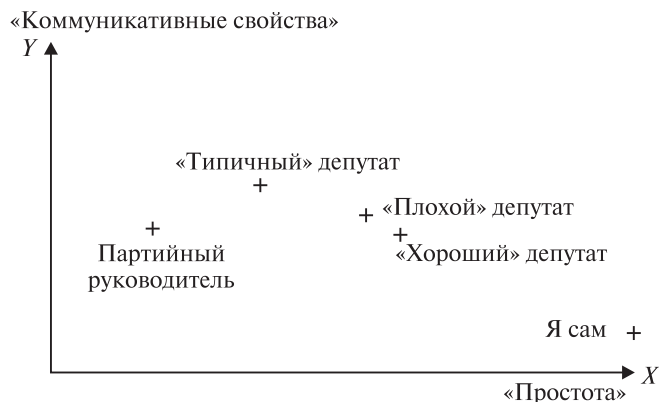 «Коммуникативные свойства»
Y
«Типичный» депутат
«Плохой» депутат
Партийный
руководитель
«Хороший» депутат
Я сам
X
«Простота»